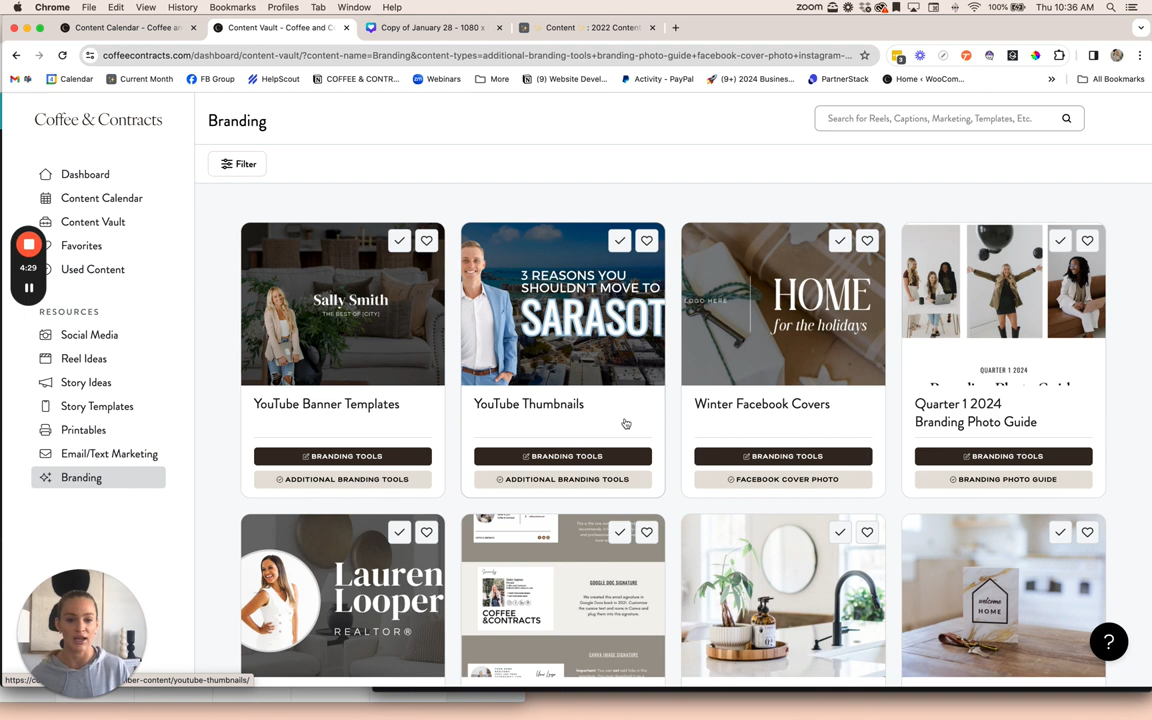 Chrome File Edit View History Bookmarks Profiles Tab Window Help
zoom 100% Thu 10:36 AM
Content Calendar - Coffee an
Content Vault - Coffee and C
Copy of January 28 - 1080 x
Content : 2022 Content
coffeecontracts.com/dashboard/content-vault/?contents_name=Branding&content-types=additional-branding-tools+branding-photo-guide+facebook-cover-photo+instagram-...
Calendar
Current Month
FB Group
HelpScout
COFFEE & CONTR...
Webinars
More
(9) Website Devel...
Activity - PayPal
(9+) 2024 Busines...
PartnerStack
Home ‹ WooCom...
All Bookmarks
Coffee & Contracts
Dashboard
Content Calendar
Content Vault
Favorites
Used Content
4:29
RESOURCES
Social Media
Reel Ideas
Story Ideas
Story Templates
Printables
Email/Text Marketing
Branding
Branding
Search for Reels, Captions, Marketing, Templates, Etc.
Filter
Sally Smith
THE BEST OF [CITY]
YouTube Banner Templates
BRANDING TOOLS
ADDITIONAL BRANDING TOOLS
3 REASONS YOU
SHOULDN'T MOVE TO
SARASOT
YouTube Thumbnails
BRANDING TOOLS
ADDITIONAL BRANDING TOOLS
LOGO HERE
HOME
for the holidays
Winter Facebook Covers
BRANDING TOOLS
FACEBOOK COVER PHOTO
QUARTER 1 2024
Quarter 1 2024
Branding Photo Guide
BRANDING TOOLS
BRANDING PHOTO GUIDE
Lauren
Looper
REALTOR®
COFFEE
&CONTRACTS
GOOGLE DOC SIGNATURE
CANVA IMAGE SIGNATURE
welcome
HOME
?